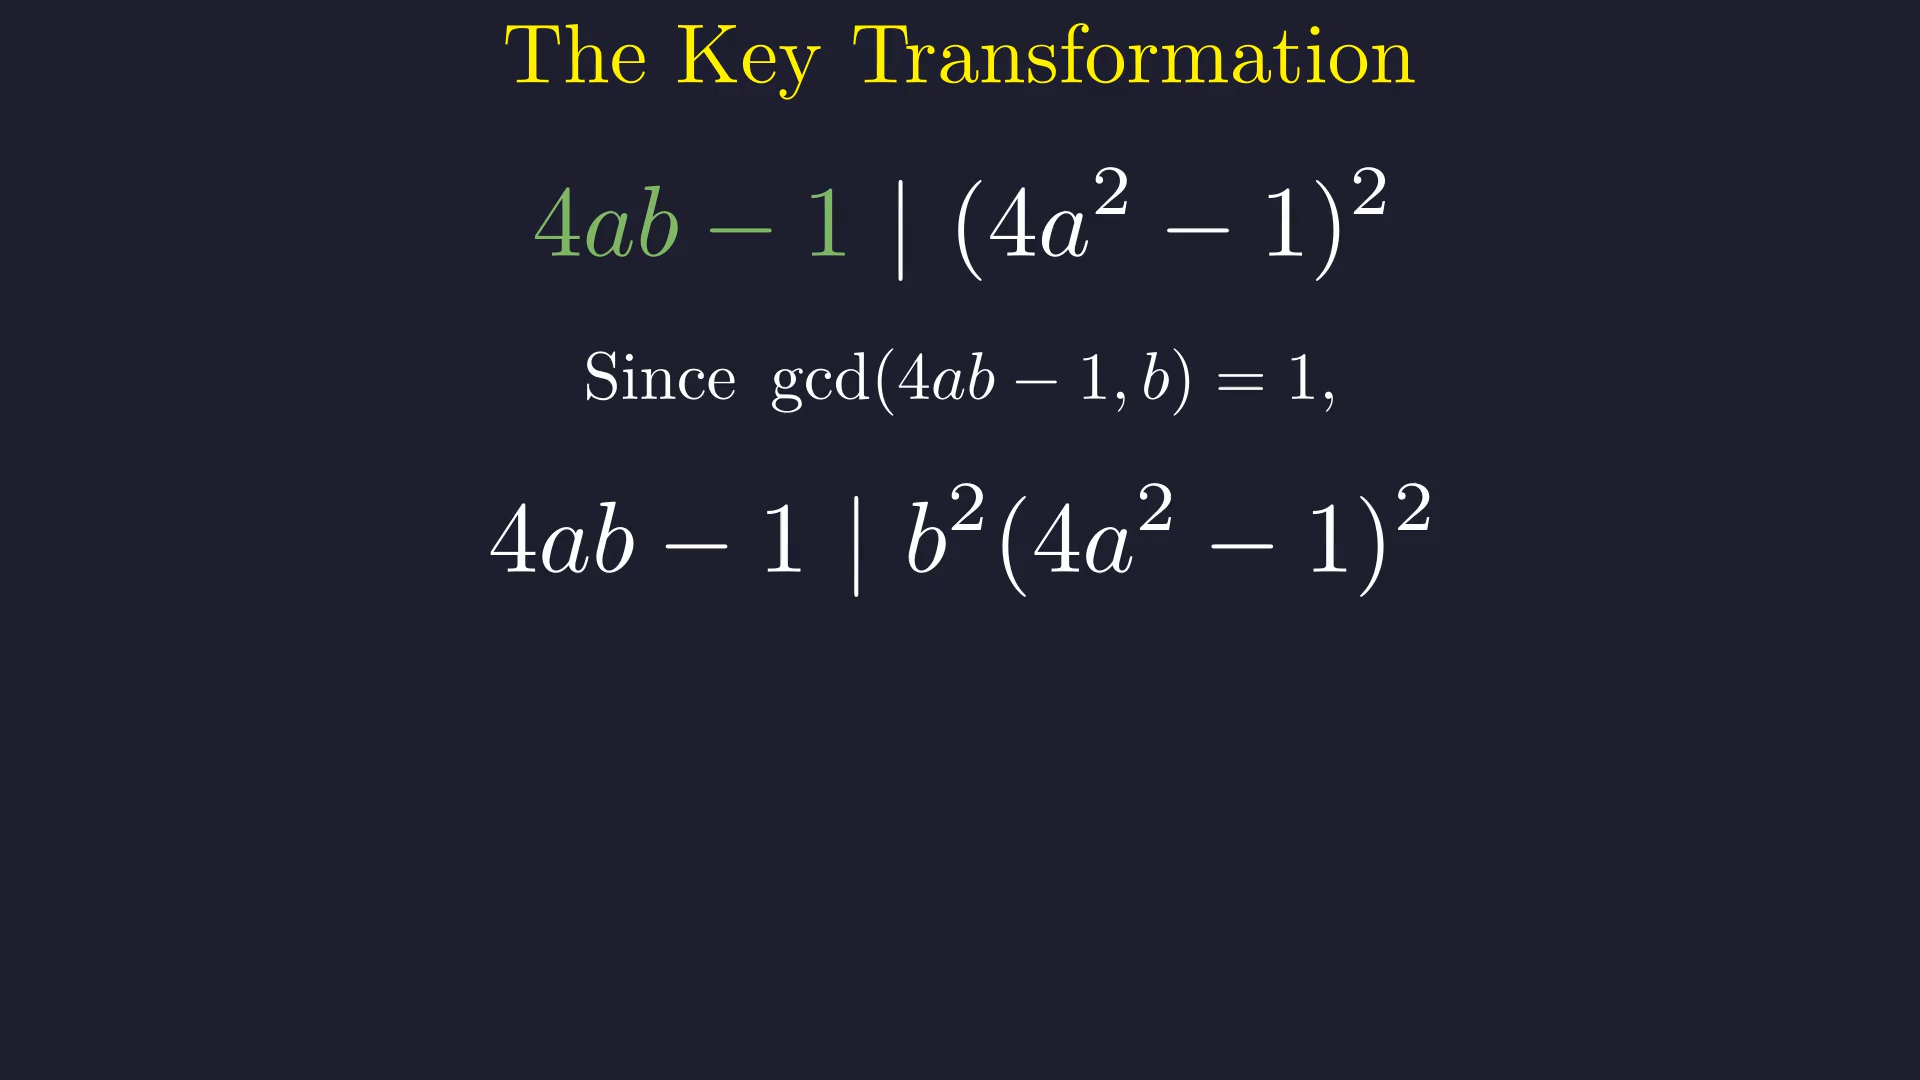 The Key Transformation
4ab − 1 | (4a² − 1)²
Since gcd(4ab − 1, b) = 1,
4ab − 1 | b²(4a² − 1)²